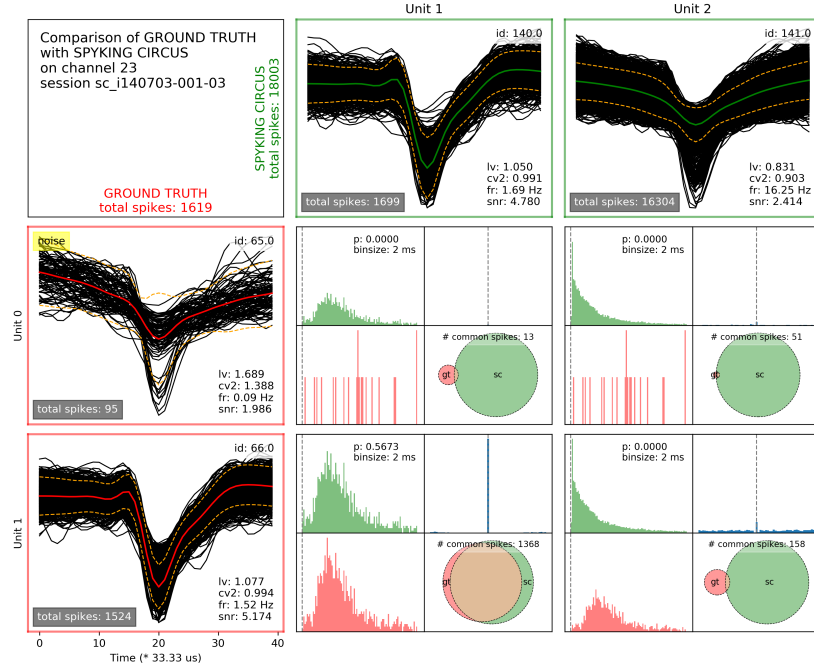 Unit 1
Unit 2
Comparison of GROUND TRUTH
with SPYKING CIRCUS
on channel 23
session sc_i140703-001-03
SPYKING CIRCUS
total spikes: 18003
GROUND TRUTH
total spikes: 1619
id: 140.0
lv: 1.050
cv2: 0.991
fr: 1.69 Hz
snr: 4.780
total spikes: 1699
id: 141.0
lv: 0.831
cv2: 0.903
fr: 16.25 Hz
snr: 2.414
total spikes: 16304
Unit 0
noise
id: 65.0
lv: 1.689
cv2: 1.388
fr: 0.09 Hz
snr: 1.986
total spikes: 95
p: 0.0000
binsize: 2 ms
# common spikes: 13
gt
sc
p: 0.0000
binsize: 2 ms
# common spikes: 51
gt
sc
Unit 1
id: 66.0
lv: 1.077
cv2: 0.994
fr: 1.52 Hz
snr: 5.174
total spikes: 1524
p: 0.5673
binsize: 2 ms
# common spikes: 1368
gt
sc
p: 0.0000
binsize: 2 ms
# common spikes: 158
gt
sc
0 10 20 30 40
Time (* 33.33 us)